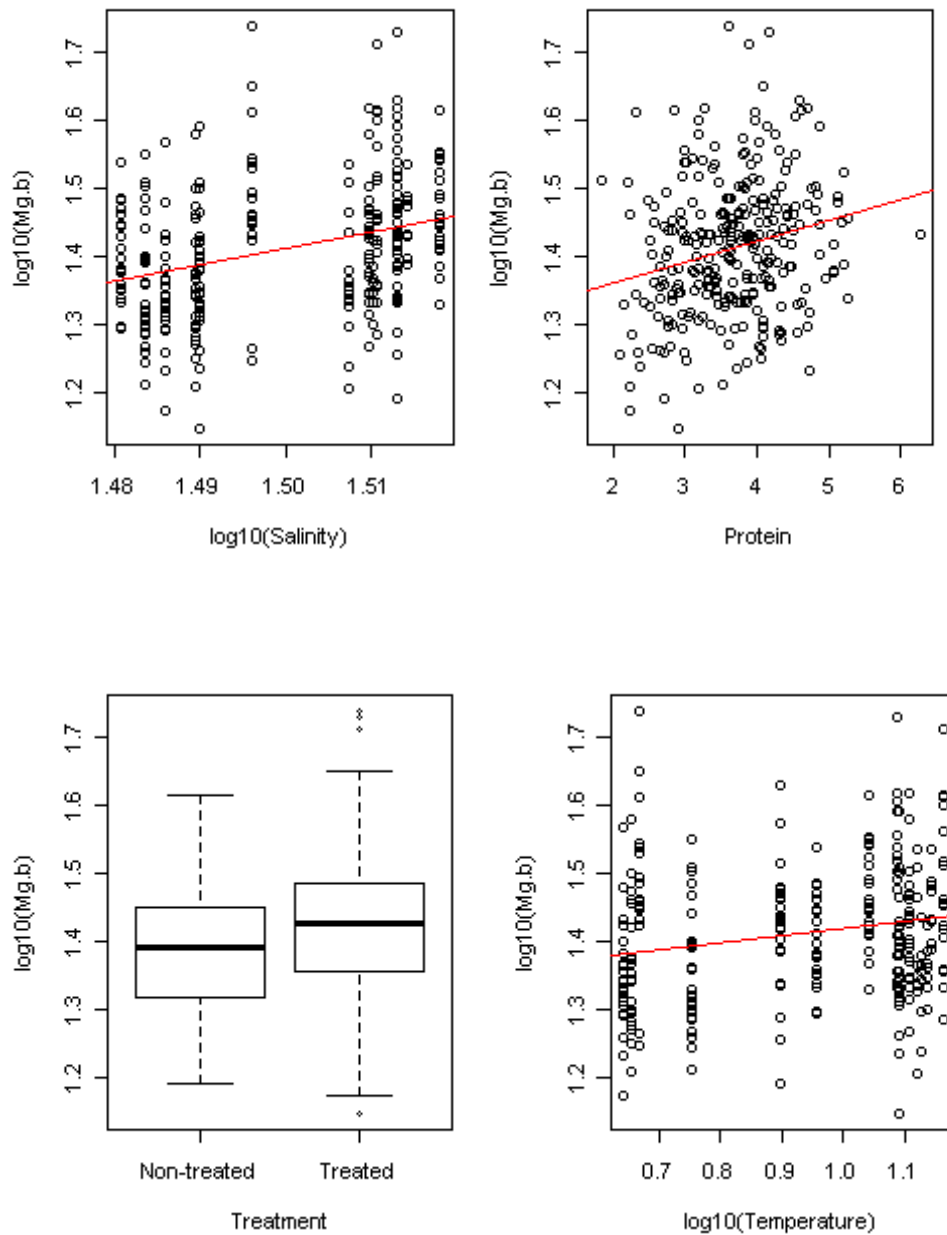 log10(Mg.b)
1.2 1.3 1.4 1.5 1.6 1.7
1.48 1.49 1.50 1.51
log10(Salinity)
log10(Mg.b)
1.2 1.3 1.4 1.5 1.6 1.7
2 3 4 5 6
Protein
log10(Mg.b)
1.2 1.3 1.4 1.5 1.6 1.7
Non-treated Treated
Treatment
log10(Mg.b)
1.2 1.3 1.4 1.5 1.6 1.7
0.7 0.8 0.9 1.0 1.1
log10(Temperature)